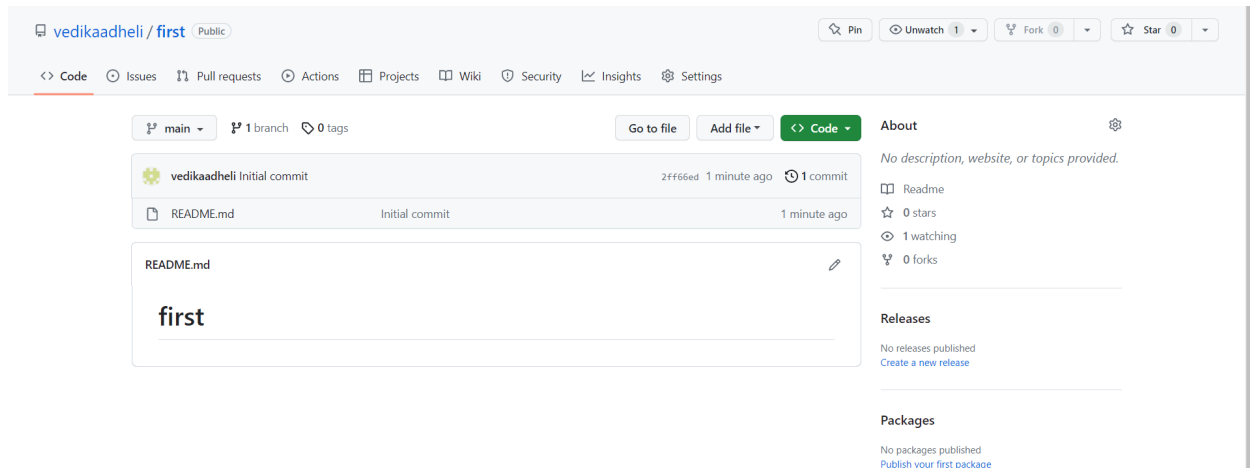 vedikaadheli / first Public
Pin
Unwatch 1
Fork 0
Star 0
<> Code
Issues
Pull requests
Actions
Projects
Wiki
Security
Insights
Settings
main
1 branch
0 tags
Go to file
Add file
<> Code
vedikaadheli Initial commit
2ff66ed 1 minute ago 1 commit
README.md Initial commit 1 minute ago
README.md
first
About
No description, website, or topics provided.
Readme
0 stars
1 watching
0 forks
Releases
No releases published
Create a new release
Packages
No packages published
Publish your first package